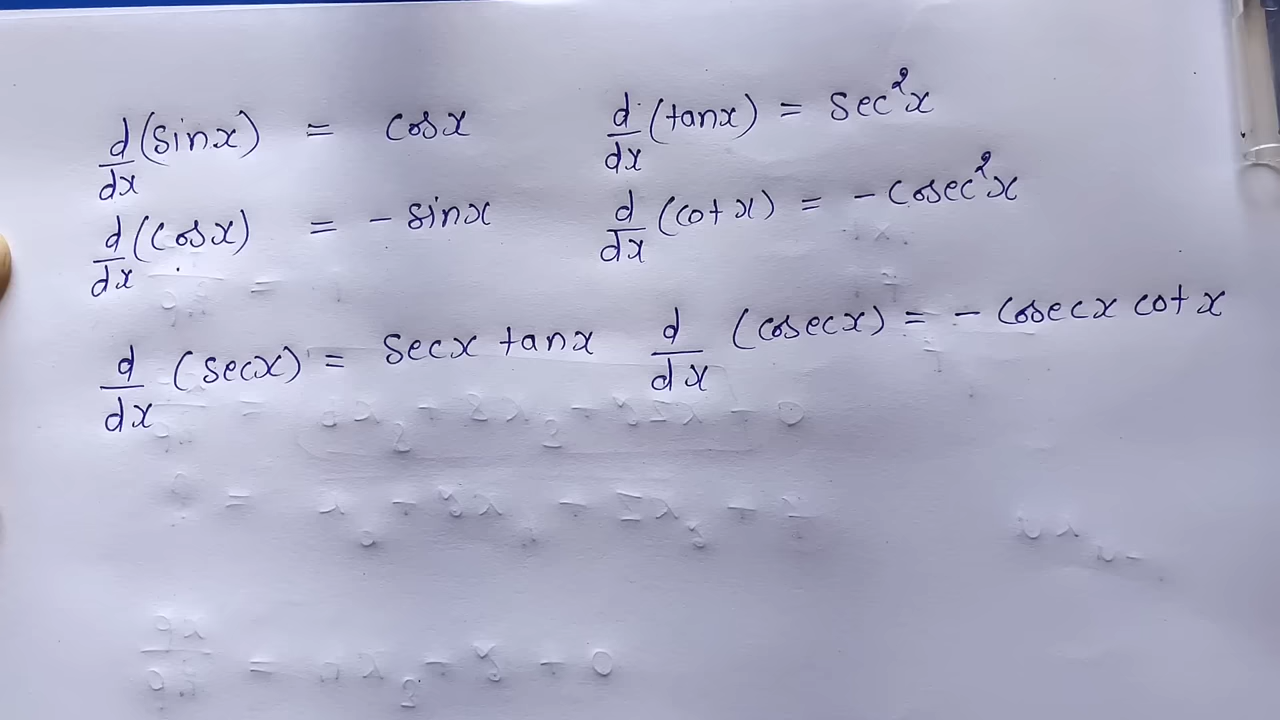 d/dx (sinx) = cosx d/dx (tanx) = sec²x
d/dx (cosx) = - sinx d/dx (cotx) = - cosec²x
d/dx (secx) = secx tanx d/dx (cosecx) = - cosecx cotx